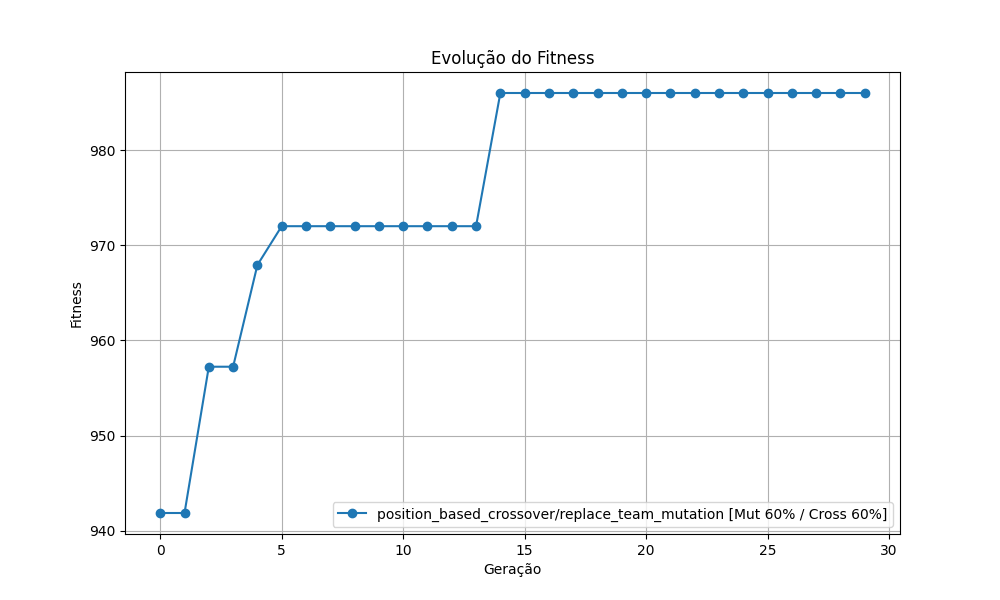 Evolução do Fitness
Fitness
980
970
960
950
940
position_based_crossover/replace_team_mutation [Mut 60% / Cross 60%]
0 5 10 15 20 25 30
Geração